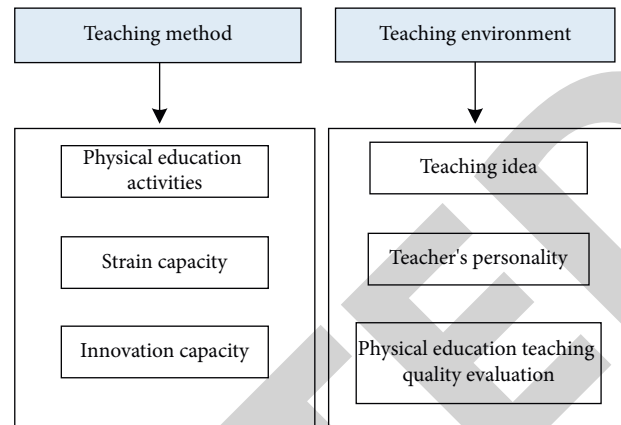 Teaching method
Teaching environment
Physical education
activities
Strain capacity
Innovation capacity
Teaching idea
Teacher's personality
Physical education teaching
quality evaluation